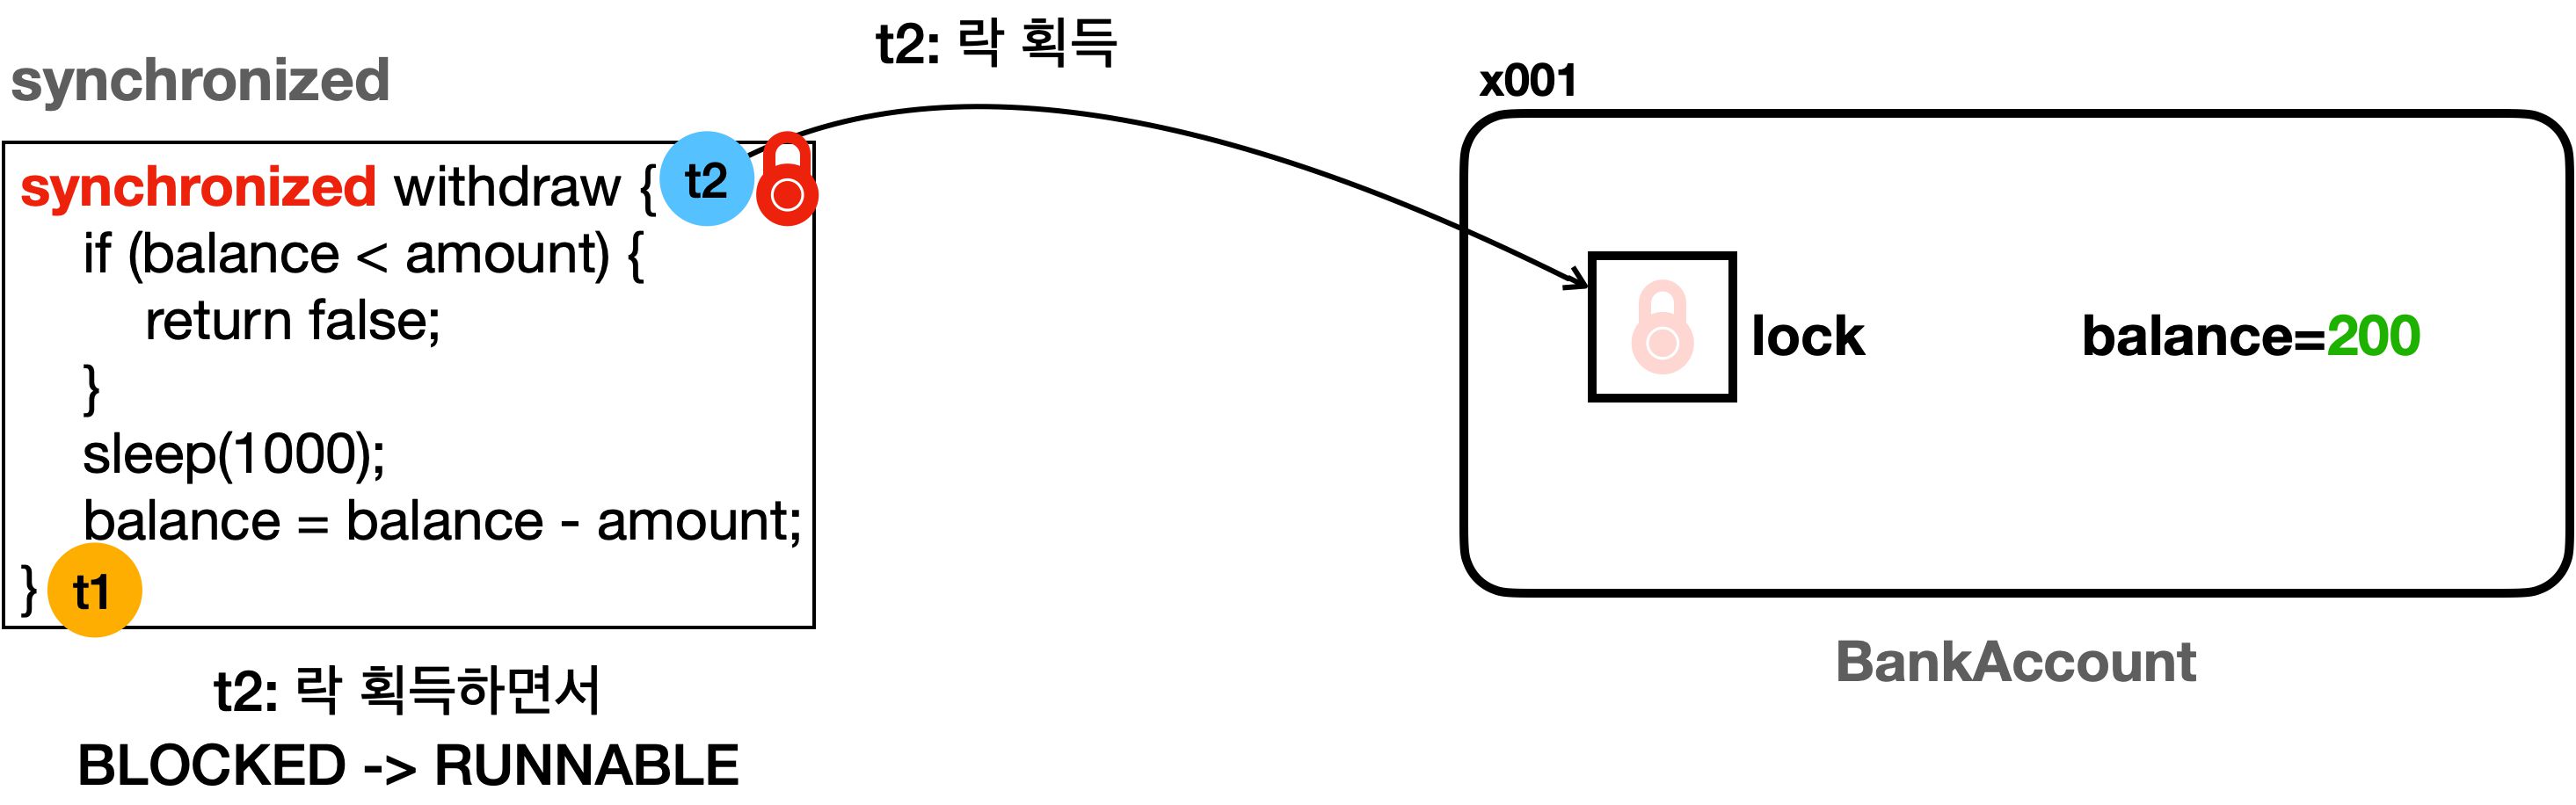 synchronized
synchronized withdraw { t2
if (balance < amount) {
return false;
}
sleep(1000);
balance = balance - amount;
} t1
t2: 락 획득하면서
BLOCKED -> RUNNABLE
t2: 락 획득
x001
lock
balance=200
BankAccount